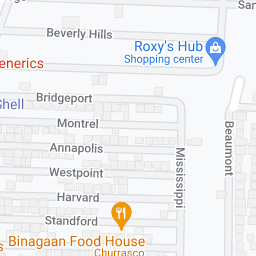 San
Beverly Hills
Roxy's Hub
Shopping center
enerics
Bridgeport
Shell
Montrel
Annapolis
Westpoint
Mississippi
Beaumont
Harvard
Standford
Binagaan Food House
Churrasco
s